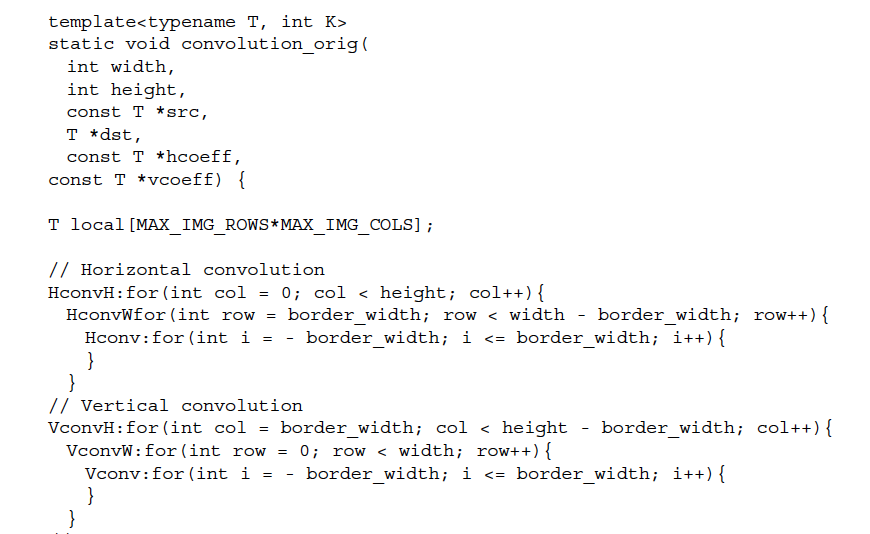 template<typename T, int K>
static void convolution_orig(
  int width,
  int height,
  const T *src,
  T *dst,
  const T *hcoeff,
const T *vcoeff) {

T local[MAX_IMG_ROWS*MAX_IMG_COLS];

// Horizontal convolution
HconvH:for(int col = 0; col < height; col++){
  HconvWfor(int row = border_width; row < width - border_width; row++){
    Hconv:for(int i = - border_width; i <= border_width; i++){
    }
  }
// Vertical convolution
VconvH:for(int col = border_width; col < height - border_width; col++){
  VconvW:for(int row = 0; row < width; row++){
    Vconv:for(int i = - border_width; i <= border_width; i++){
    }
  }